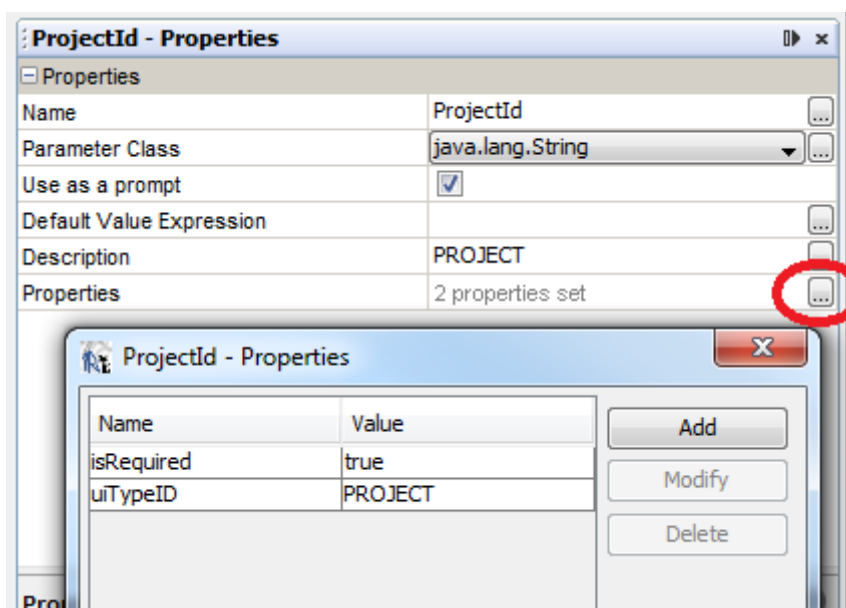 ProjectId - Properties
Properties
Name ProjectId ...
Parameter Class java.lang.String ...
Use as a prompt
Default Value Expression ...
Description PROJECT
Properties 2 properties set ...
ProjectId - Properties
Name Value Add
isRequired true
Modify
uiTypeID PROJECT
Delete